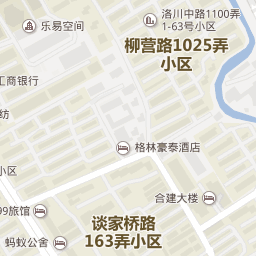 乐易空间
洛川中路1100弄
1-63号小区
柳营路1025弄
小区
工商银行
纺
格林豪泰酒店
小区
合建大楼
99旅馆
谈家桥路
163弄小区
蚂蚁公舍